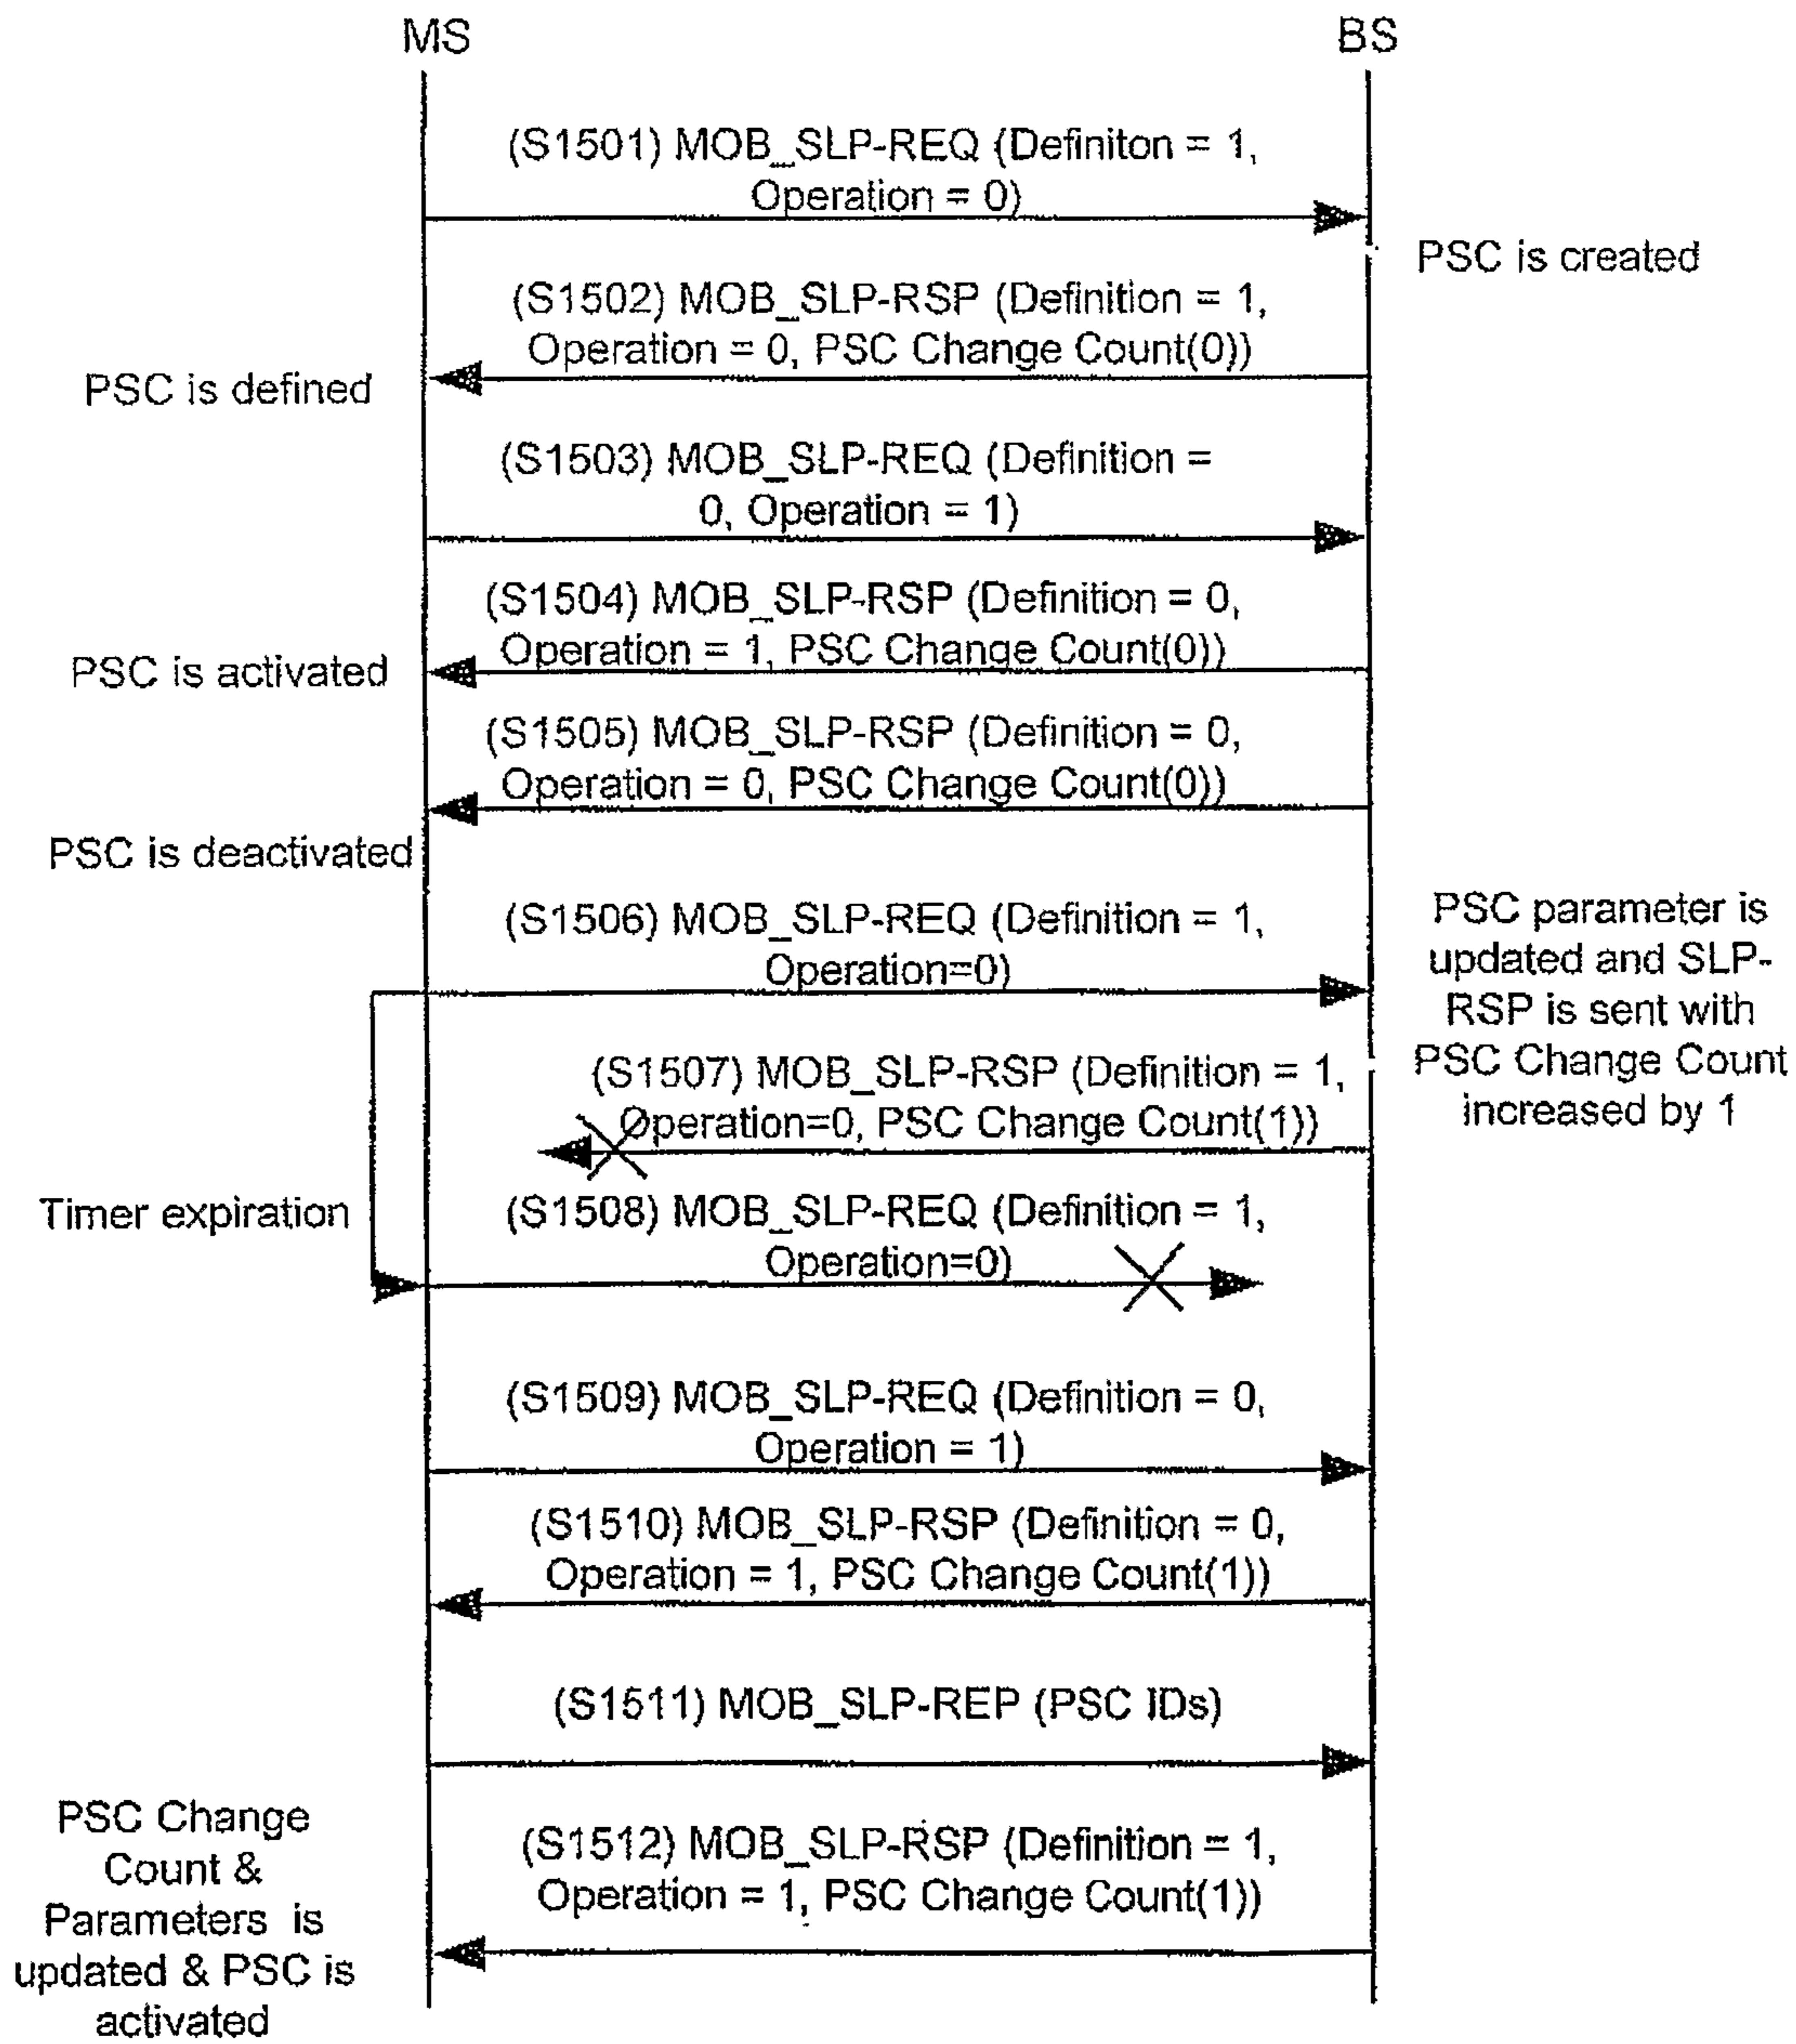 MS
BS
(S1501) MOB_SLP-REQ (Definiton = 1,
Operation = 0)
PSC is created
(S1502) MOB_SLP-RSP (Definition = 1,
Operation = 0, PSC Change Count(0))
PSC is defined
(S1503) MOB_SLP-REQ (Definition =
0, Operation = 1)
(S1504) MOB_SLP-RSP (Definition = 0,
Operation = 1, PSC Change Count(0))
PSC is activated
(S1505) MOB_SLP-RSP (Definition = 0,
Operation = 0, PSC Change Count(0))
PSC is deactivated
(S1506) MOB_SLP-REQ (Definition = 1,
Operation=0)
PSC parameter is
updated and SLP-
RSP is sent with
PSC Change Count
increased by 1
(S1507) MOB_SLP-RSP (Definition = 1,
Operation=0, PSC Change Count(1))
Timer expiration
(S1508) MOB_SLP-REQ (Definition = 1,
Operation=0)
(S1509) MOB_SLP-REQ (Definition = 0,
Operation = 1)
(S1510) MOB_SLP-RSP (Definition = 0,
Operation = 1, PSC Change Count(1))
(S1511) MOB_SLP-REP (PSC IDs)
(S1512) MOB_SLP-RSP (Definition = 1,
Operation = 1, PSC Change Count(1))
PSC Change
Count &
Parameters is
updated & PSC is
activated